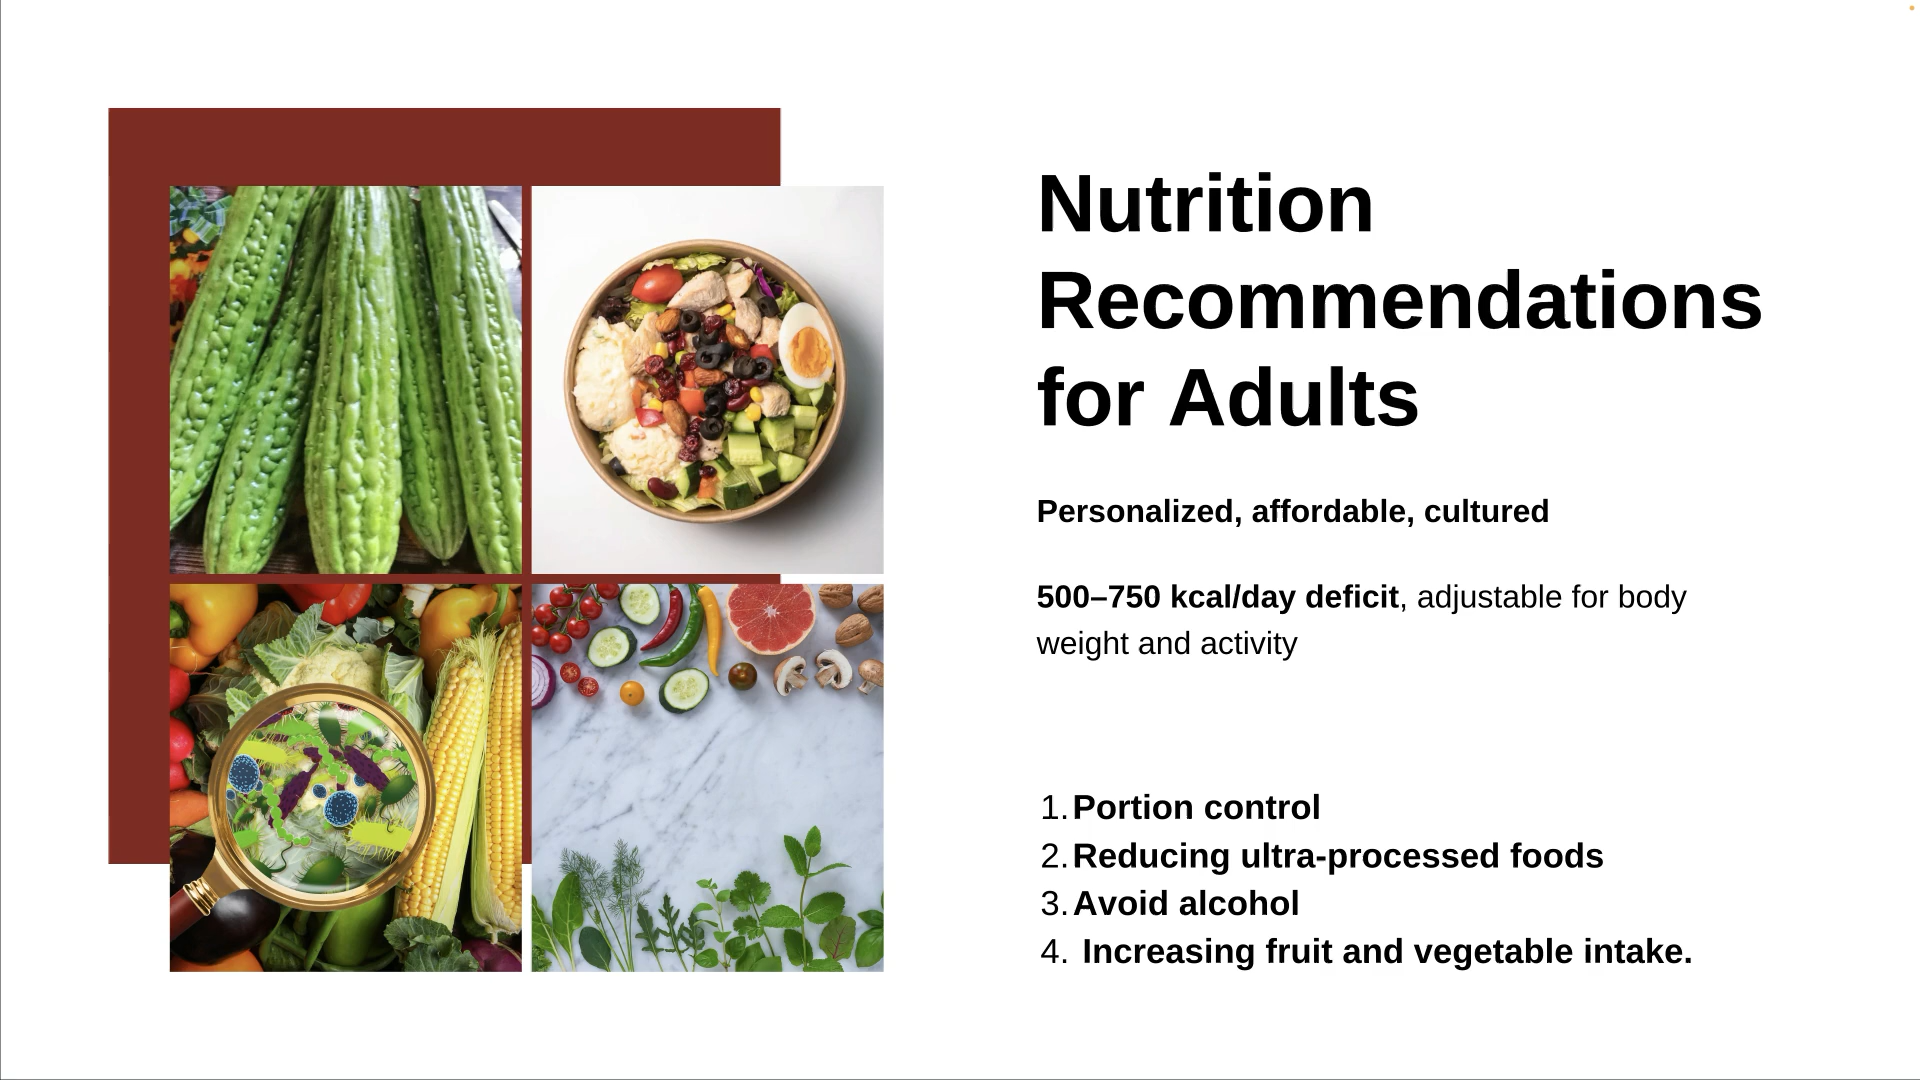 Nutrition
Recommendations
for Adults
Personalized, affordable, cultured
500–750 kcal/day deficit, adjustable for body
weight and activity
1. Portion control
2. Reducing ultra-processed foods
3. Avoid alcohol
4. Increasing fruit and vegetable intake.